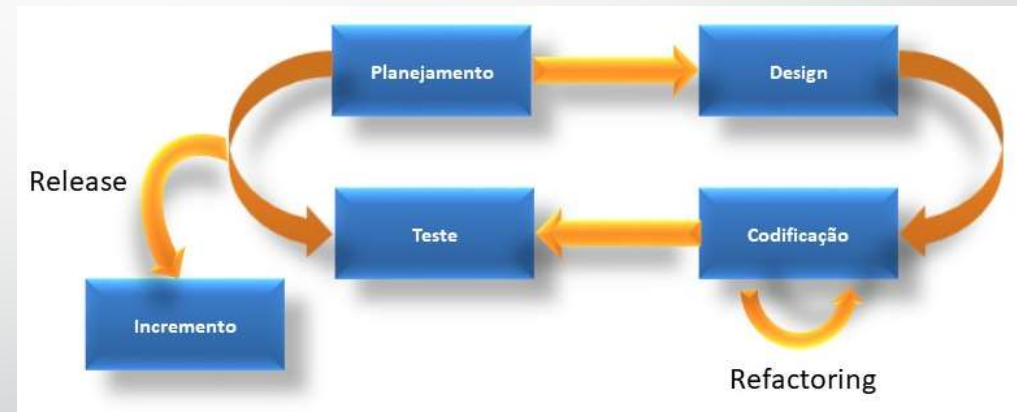 Planejamento
Design
Release
Teste
Codificação
Incremento
Refactoring